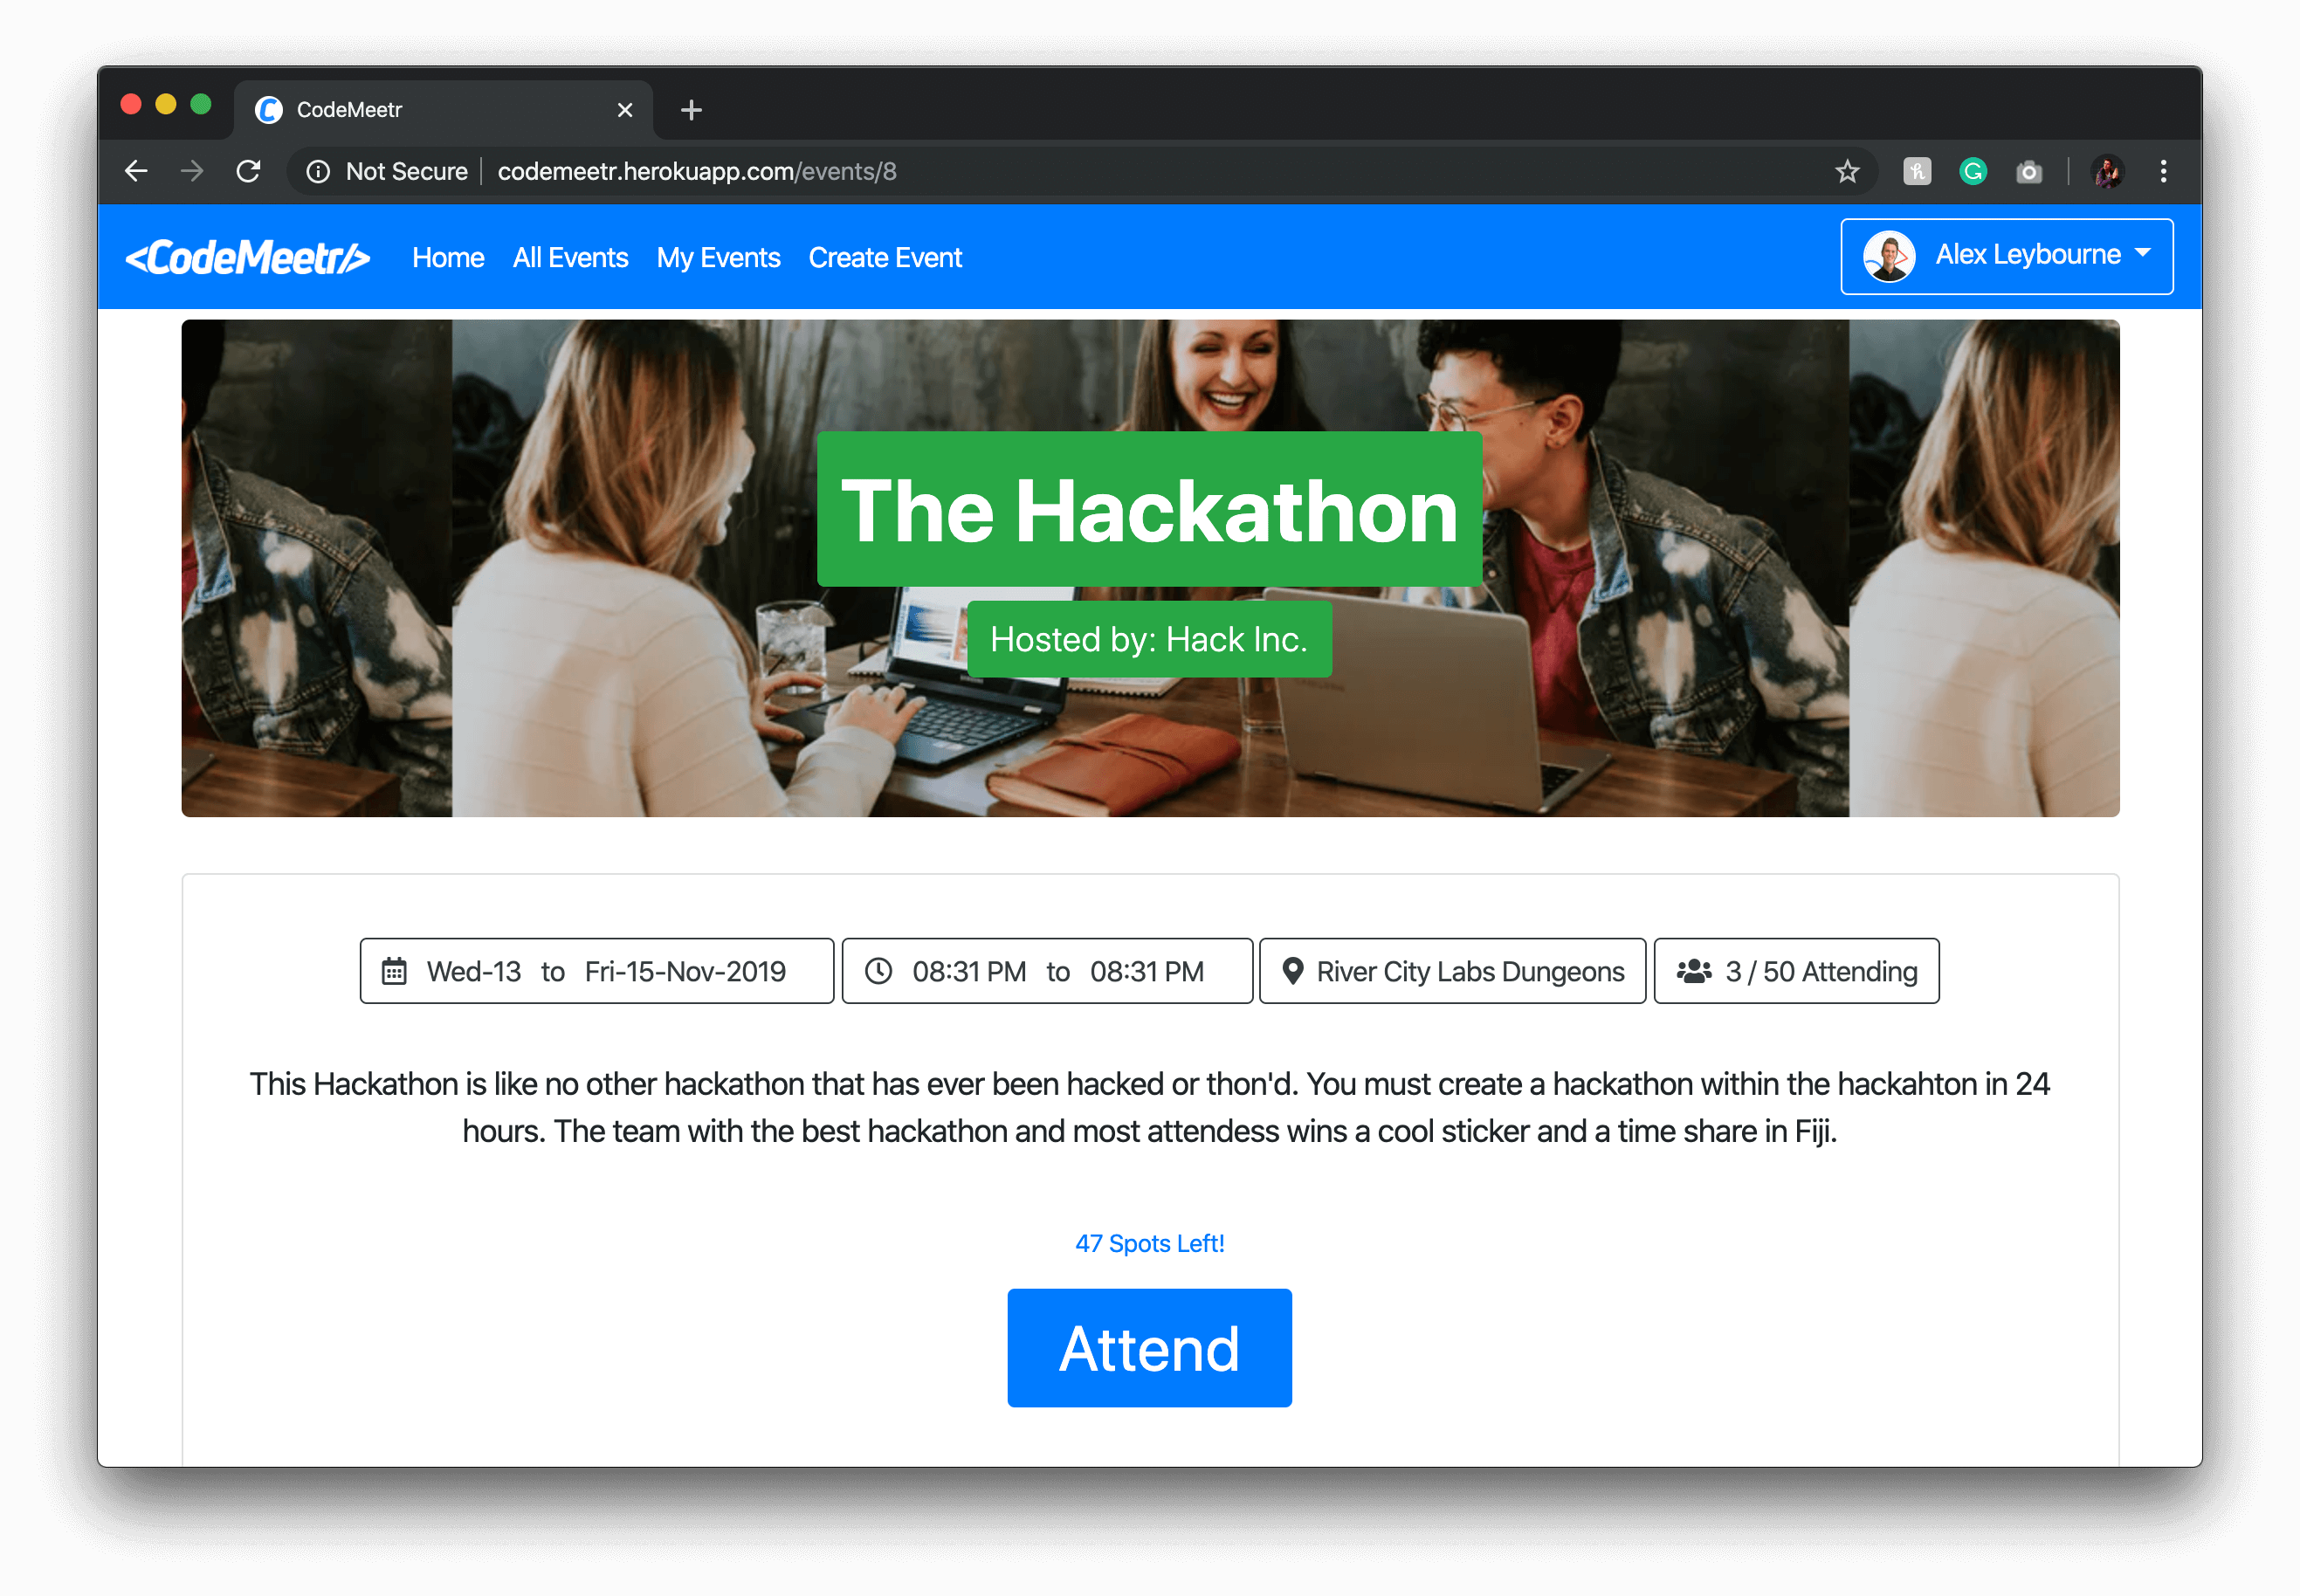 CodeMeetr
Not Secure codemeetr.herokuapp.com/events/8
<CodeMeetr/> Home All Events My Events Create Event Alex Leybourne
The Hackathon
Hosted by: Hack Inc.
Wed-13 to Fri-15-Nov-2019 08:31 PM to 08:31 PM River City Labs Dungeons 3 / 50 Attending
This Hackathon is like no other hackathon that has ever been hacked or thon'd. You must create a hackathon within the hackahton in 24
hours. The team with the best hackathon and most attendess wins a cool sticker and a time share in Fiji.
47 Spots Left!
Attend